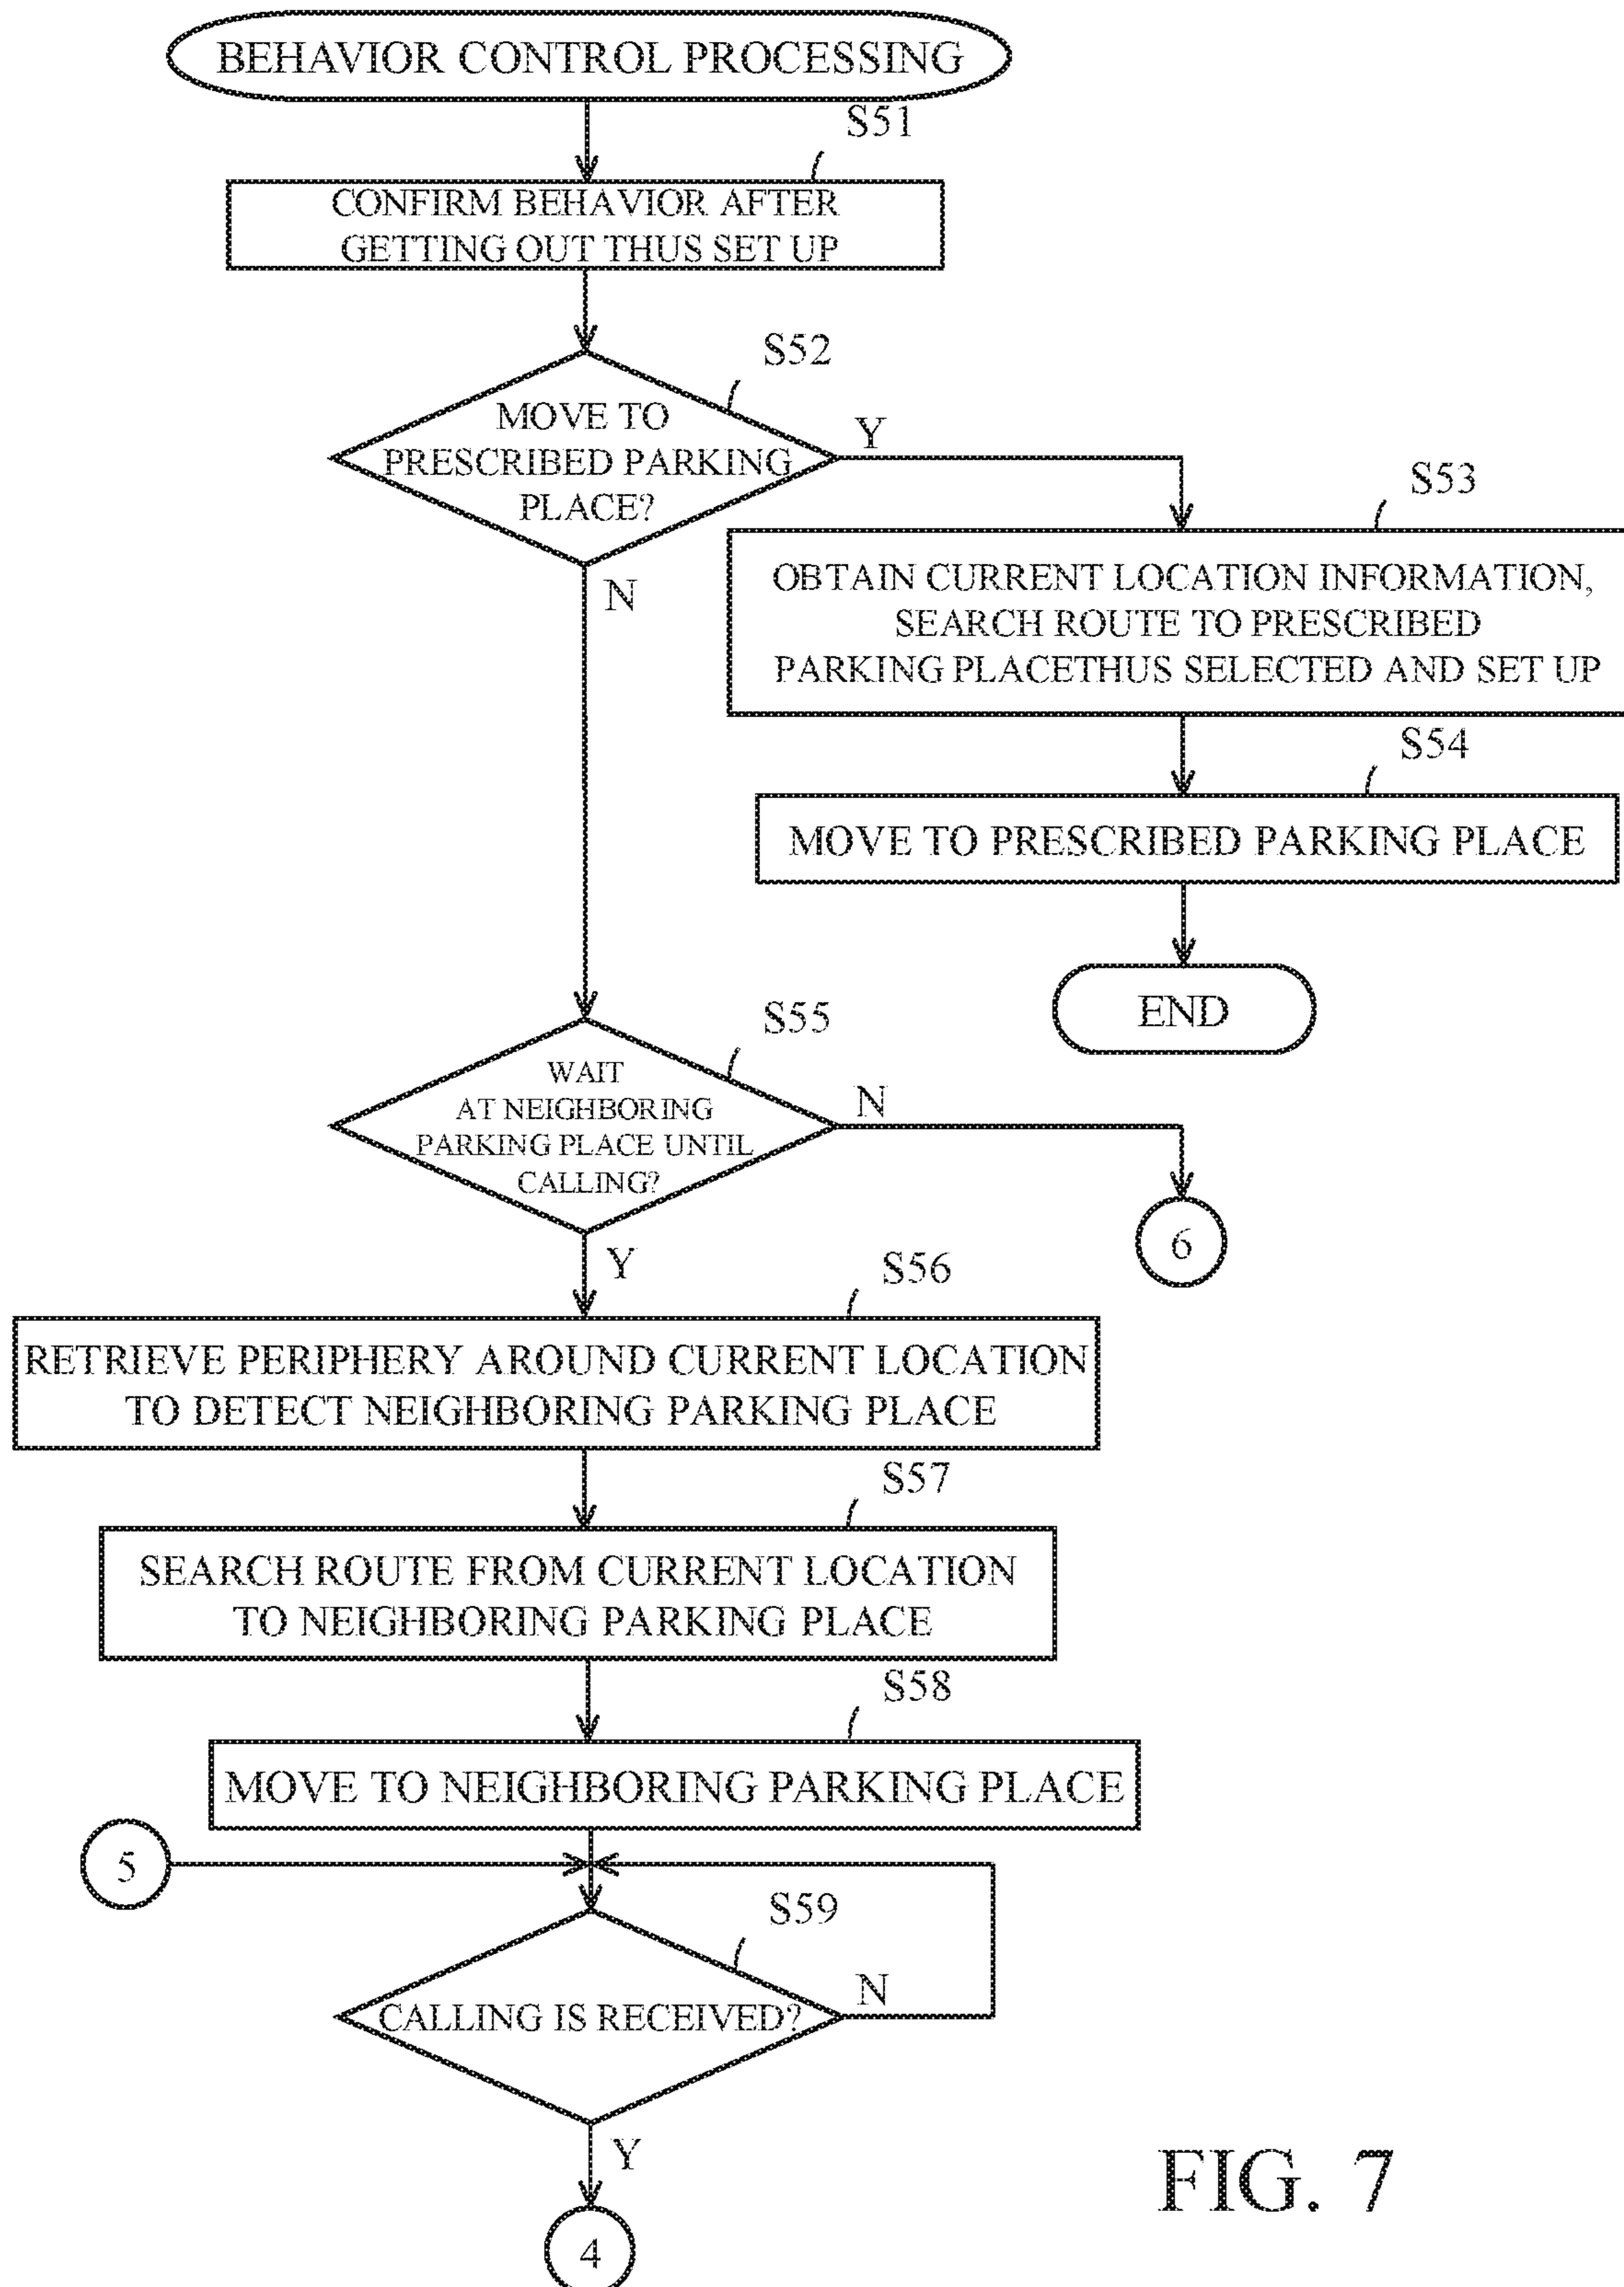 BEHAVIOR CONTROL PROCESSING
S51
CONFIRM BEHAVIOR AFTER
GETTING OUT THUS SET UP
S52
MOVE TO
PRESCRIBED PARKING
PLACE?
Y
N
S53
OBTAIN CURRENT LOCATION INFORMATION,
SEARCH ROUTE TO PRESCRIBED
PARKING PLACETHUS SELECTED AND SET UP
S54
MOVE TO PRESCRIBED PARKING PLACE
END
S55
WAIT
AT NEIGHBORING
PARKING PLACE UNTIL
CALLING?
N
6
Y
S56
RETRIEVE PERIPHERY AROUND CURRENT LOCATION
TO DETECT NEIGHBORING PARKING PLACE
S57
SEARCH ROUTE FROM CURRENT LOCATION
TO NEIGHBORING PARKING PLACE
S58
MOVE TO NEIGHBORING PARKING PLACE
5
S59
CALLING IS RECEIVED?
N
Y
4
FIG. 7